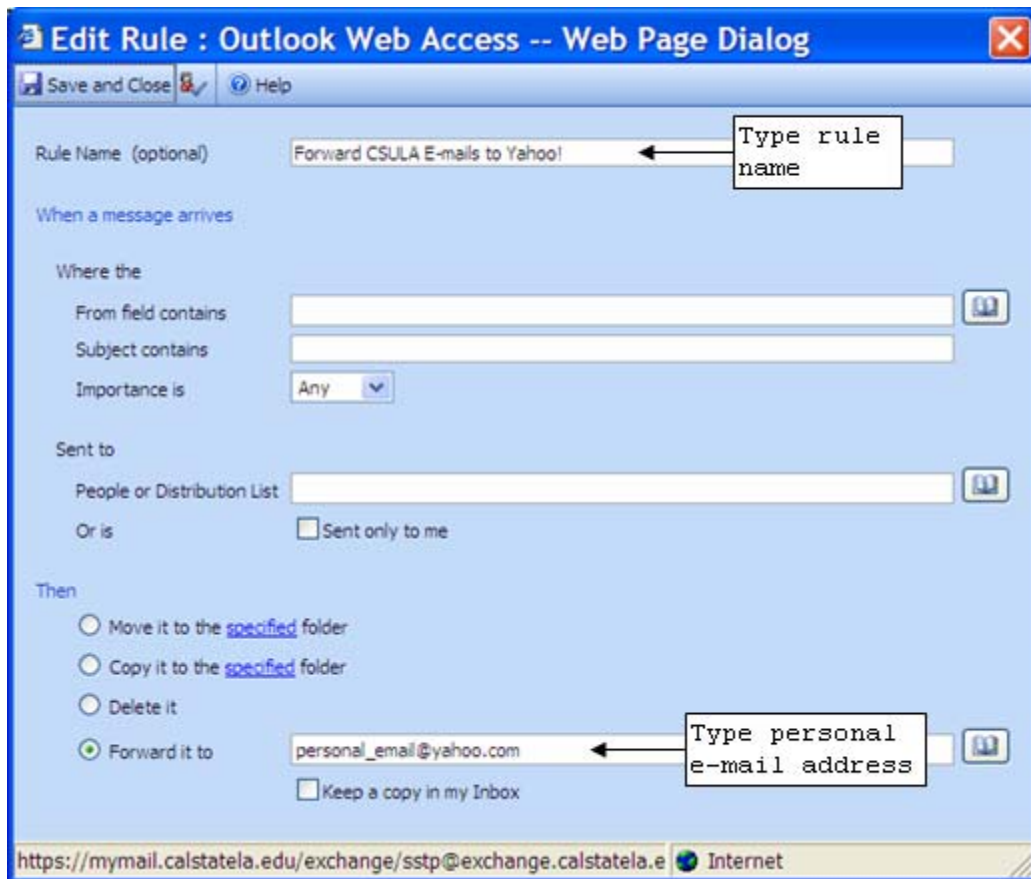 Edit Rule : Outlook Web Access -- Web Page Dialog
Save and Close Help
Rule Name (optional) Forward CSULA E-mails to Yahoo!
Type rule
name
When a message arrives
Where the
From field contains
Subject contains
Importance is Any
Sent to
People or Distribution List
Or is Sent only to me
Then
Move it to the specified folder
Copy it to the specified folder
Delete it
Forward it to personal_email@yahoo.com
Type personal
e-mail address
Keep a copy in my Inbox
https://mymail.calstatela.edu/exchange/sstp@exchange.calstatela.e Internet